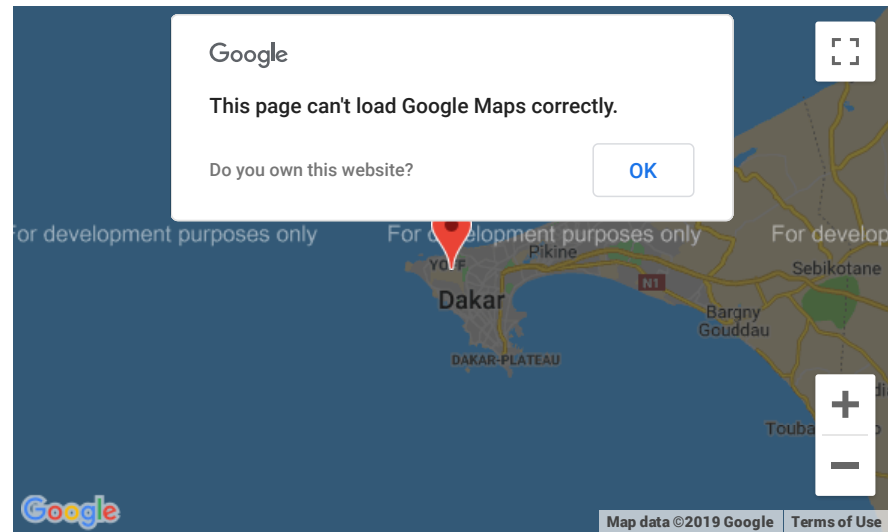 Google
This page can't load Google Maps correctly.
Do you own this website?
OK
For development purposes only
For development purposes only
For develop
YOFF
Pikine
Sebikotane
N1
Dakar
Bargny
Gouddau
DAKAR-PLATEAU
Touba
Google
Map data ©2019 Google
Terms of Use